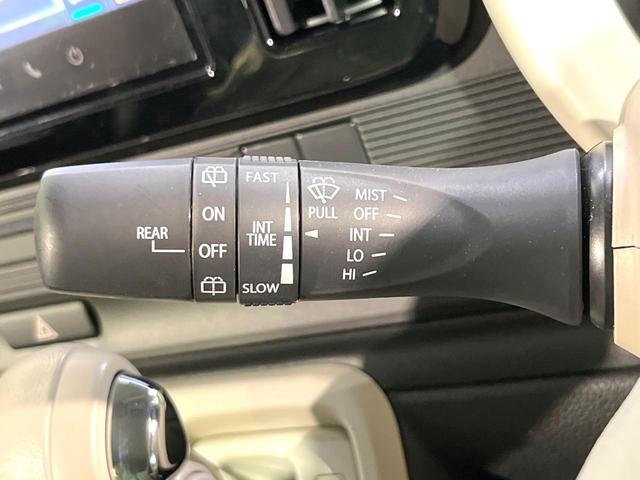 REAR
ON
OFF
FAST
INT
TIME
SLOW
PULL
MIST
OFF
INT
LO
HI